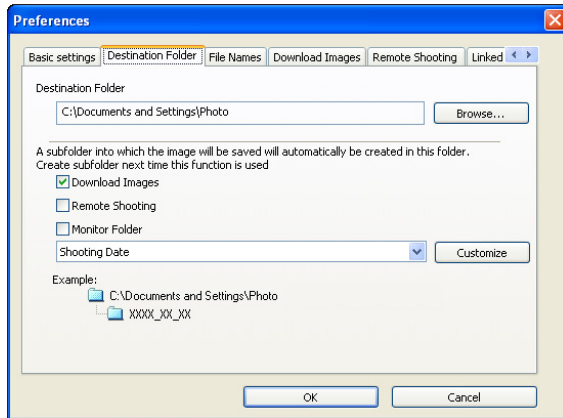 Preferences
Basic settings Destination Folder File Names Download Images Remote Shooting Linked
Destination Folder
C:\Documents and Settings\Photo Browse...
A subfolder into which the image will be saved will automatically be created in this folder.
Create subfolder next time this function is used
Download Images
Remote Shooting
Monitor Folder
Shooting Date Customize
Example:
C:\Documents and Settings\Photo
XXXX_XX_XX
OK Cancel